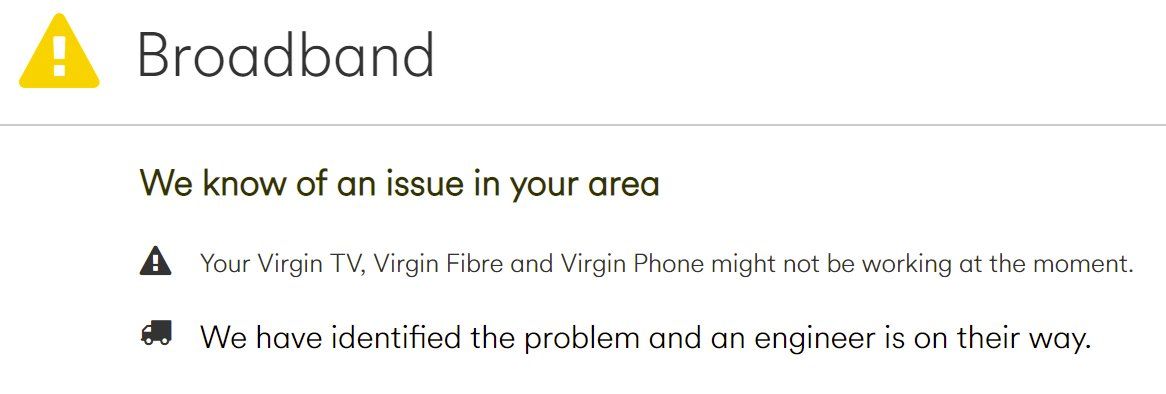 Broadband
We know of an issue in your area
Your Virgin TV, Virgin Fibre and Virgin Phone might not be working at the moment.
We have identified the problem and an engineer is on their way.